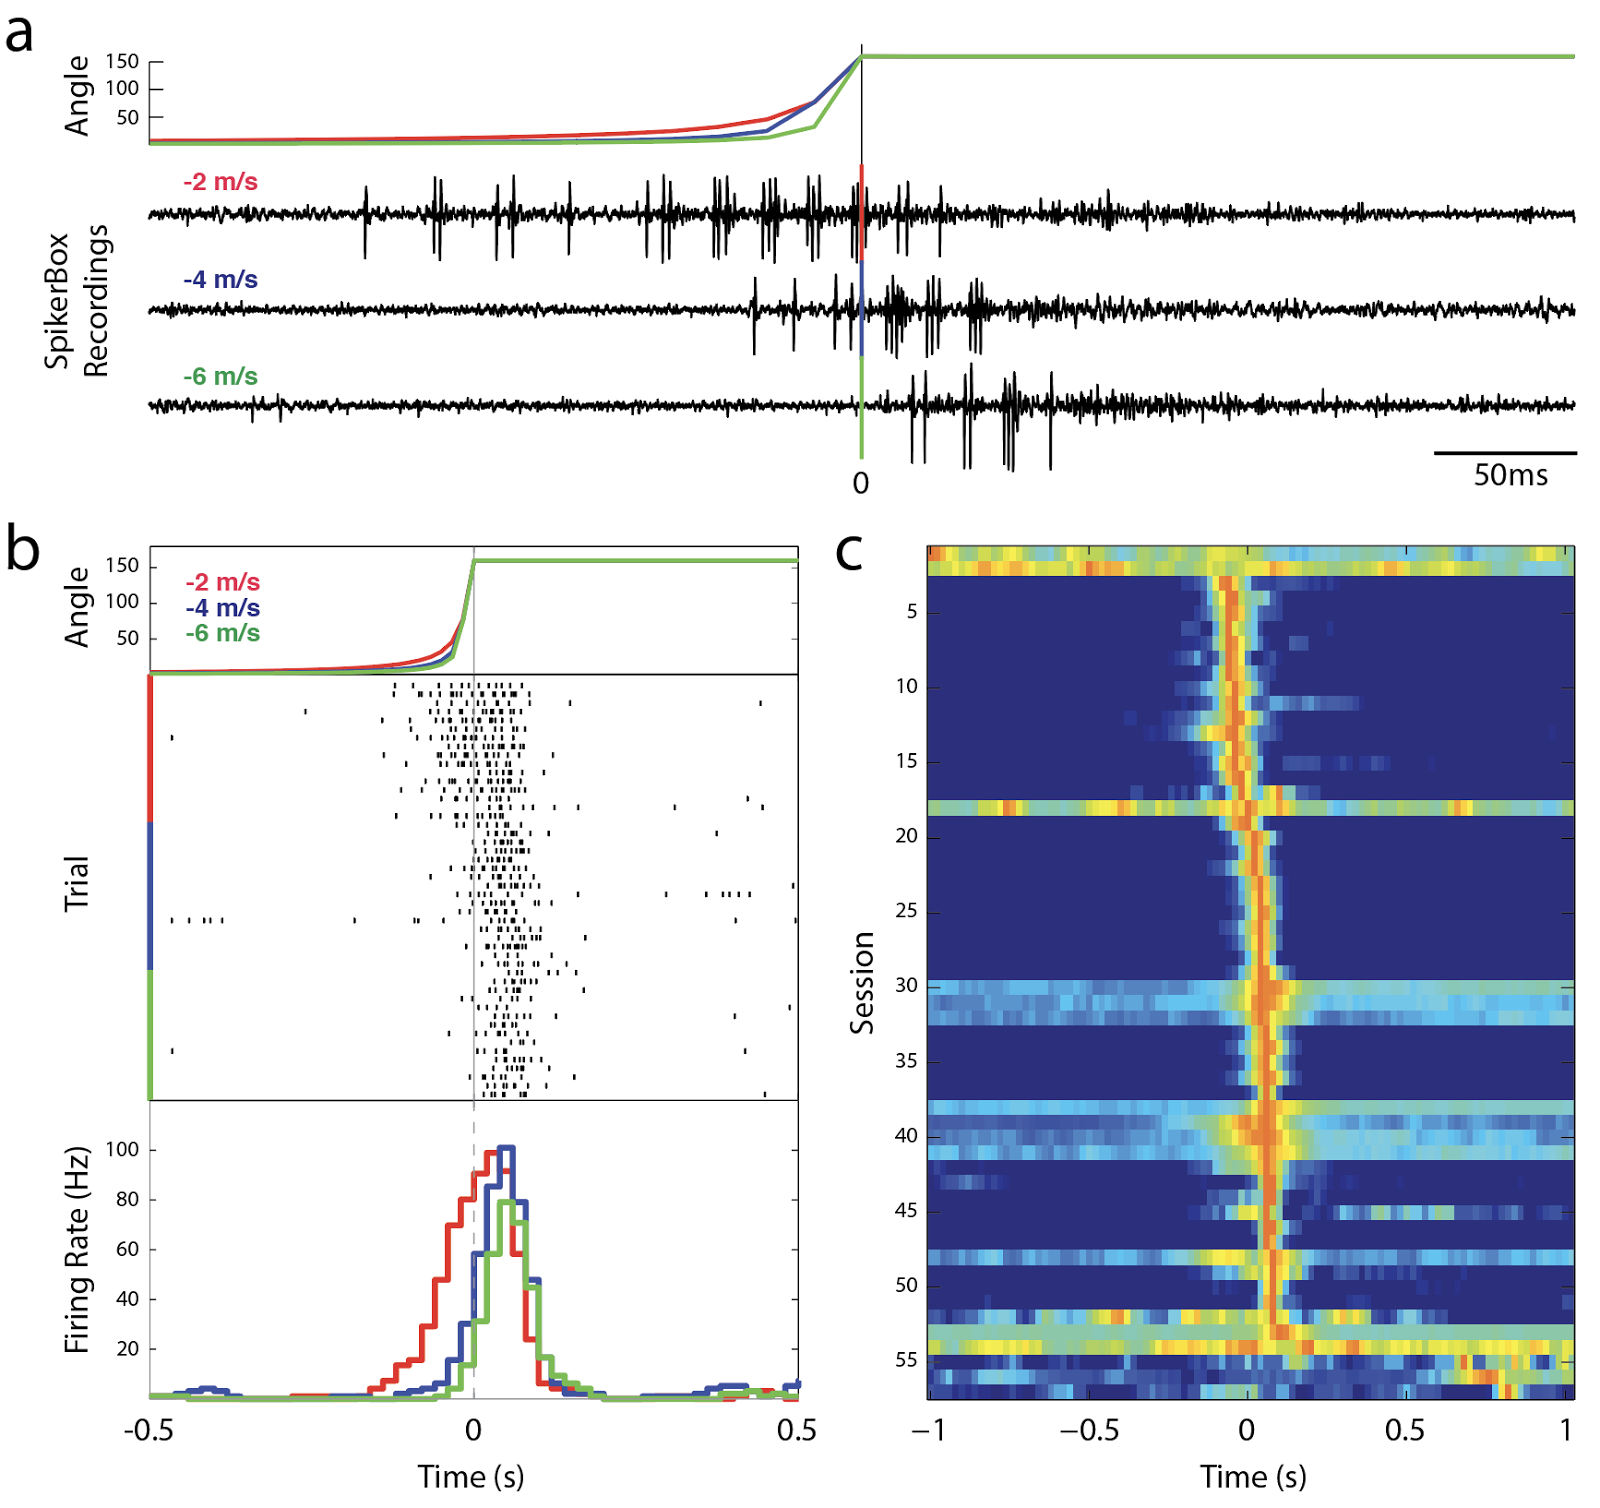 a
Angle
150
100
50
SpikerBox
Recordings
-2 m/s
-4 m/s
-6 m/s
0
50ms
b
Angle
150
100
50
-2 m/s
-4 m/s
-6 m/s
Trial
Firing Rate (Hz)
100
80
60
40
20
-0.5
0
0.5
Time (s)
c
Session
5
10
15
20
25
30
35
40
45
50
55
−1
−0.5
0
0.5
1
Time (s)